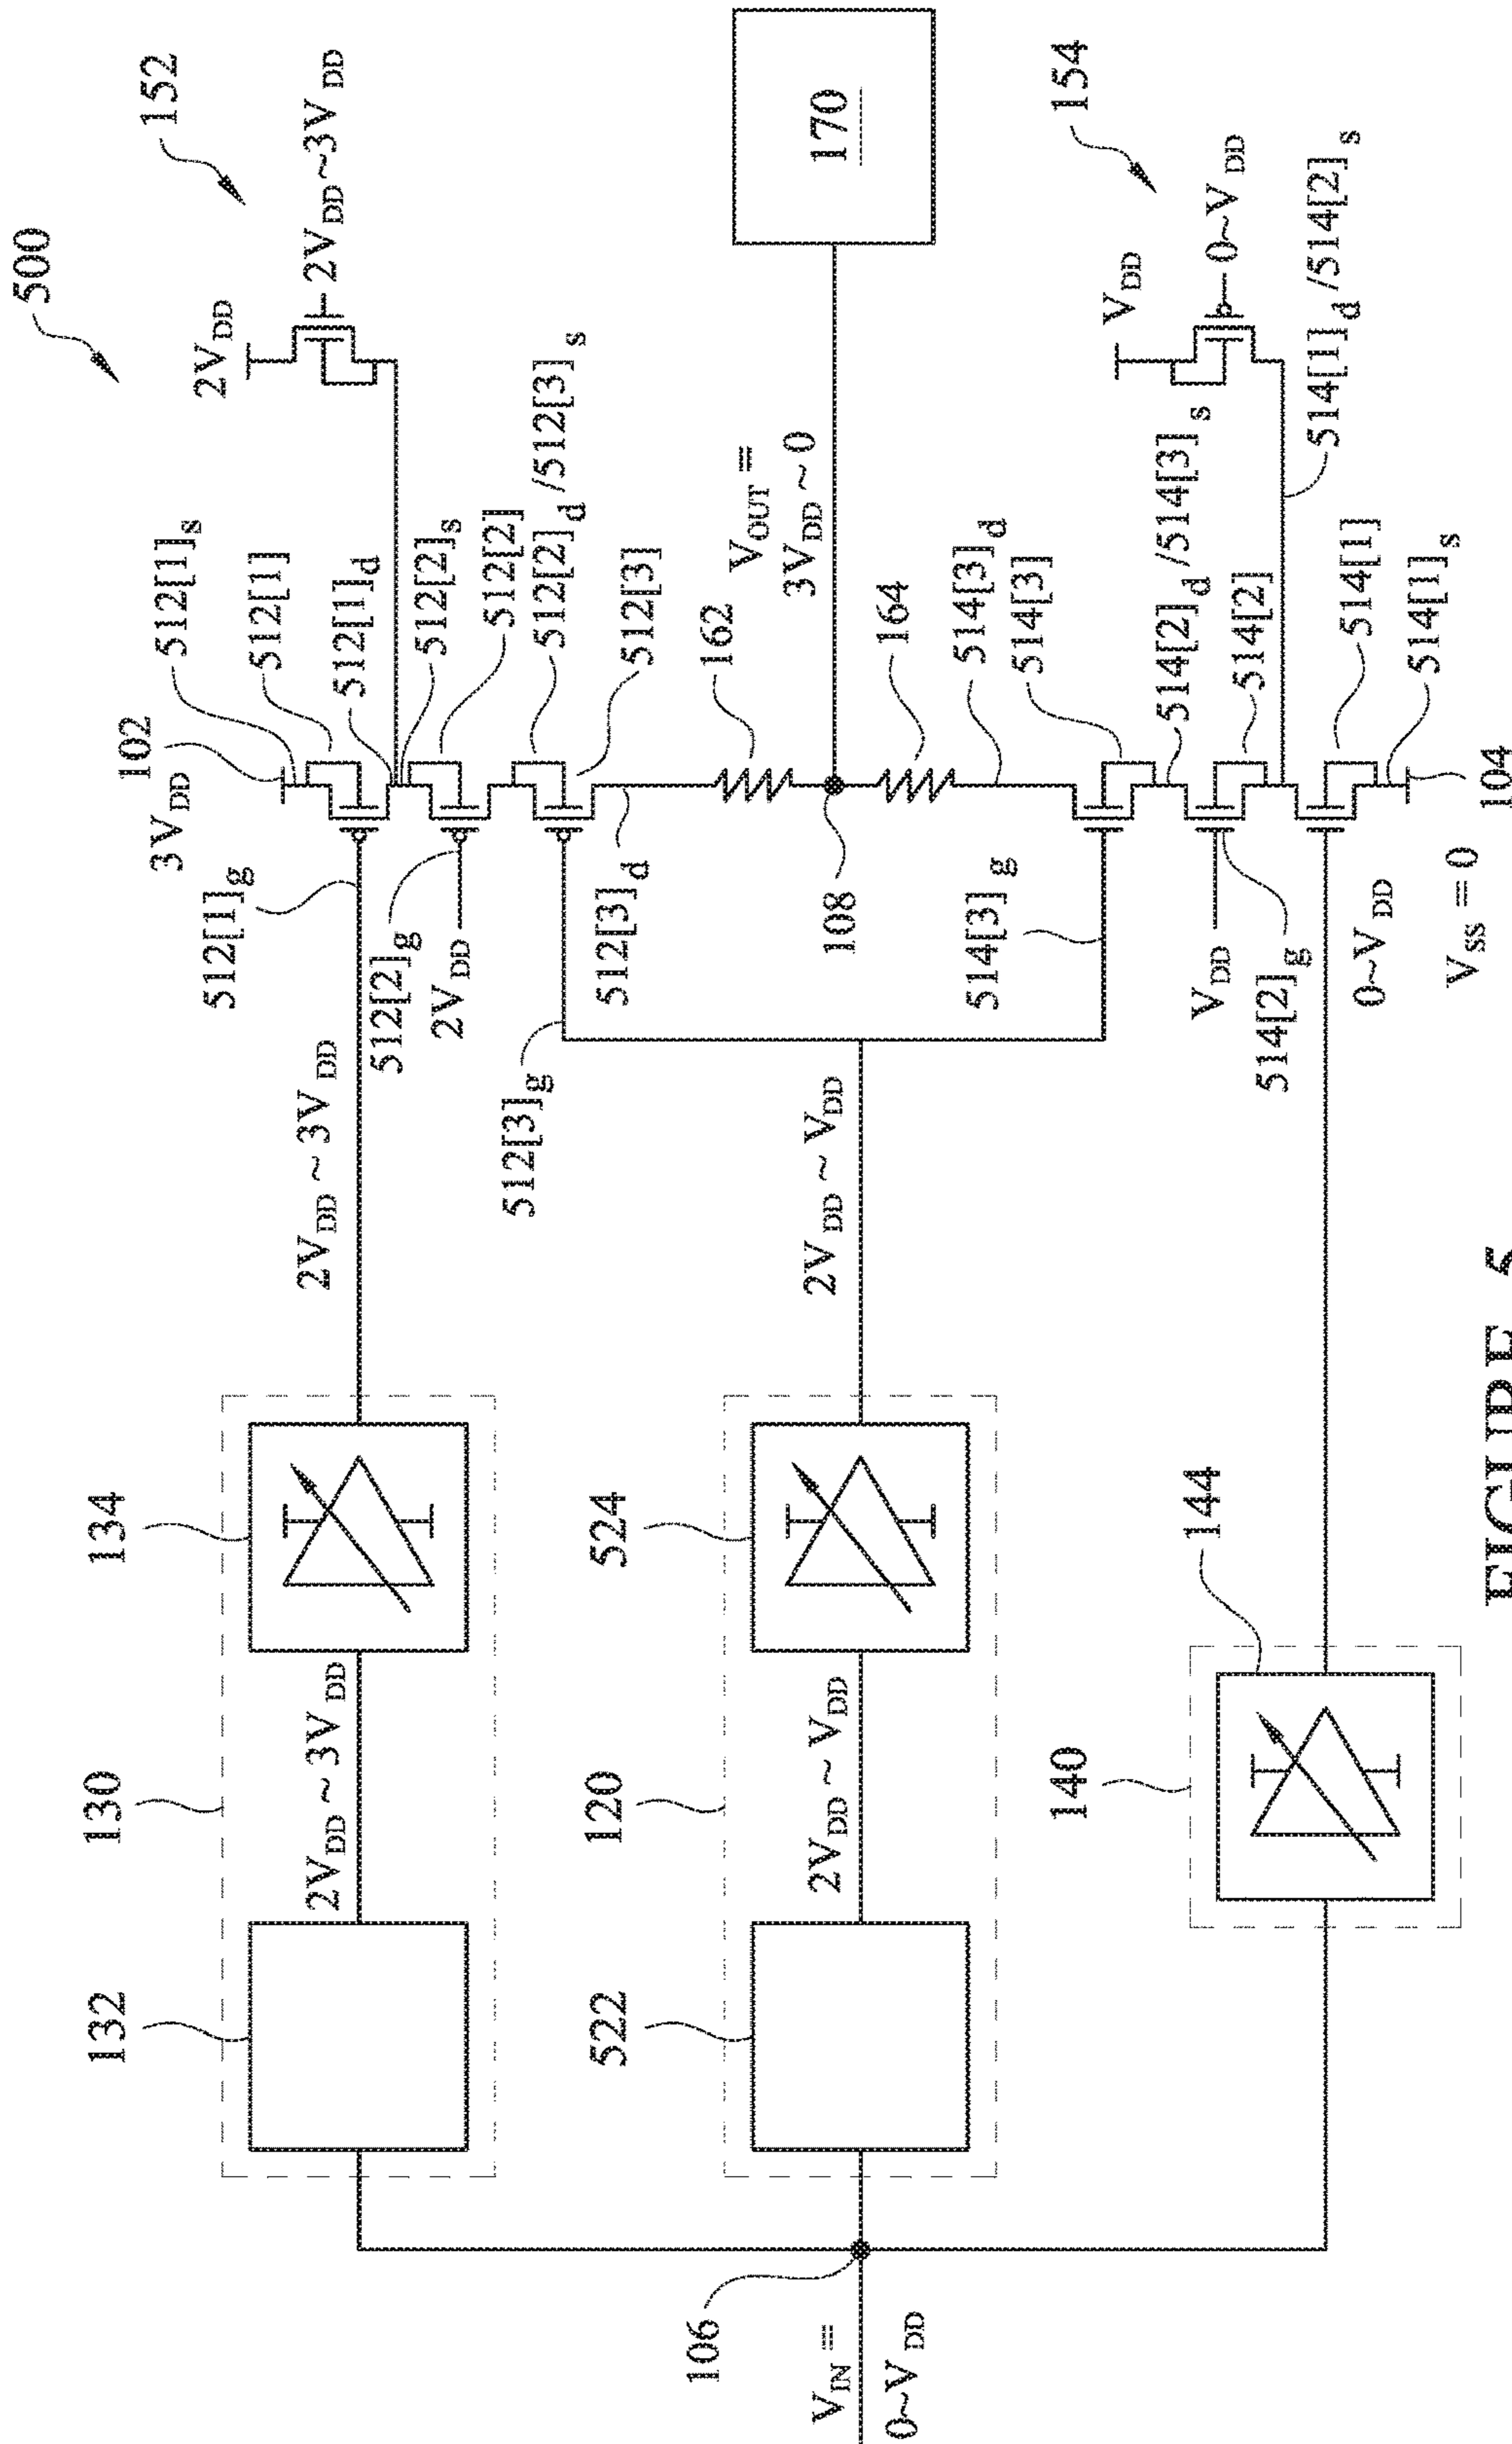 500
152
3V_DD
102
512[1]_s
512[1]
512[1]_d
512[2]_s
512[2]
512[2]_d/512[3]_s
512[3]
2V_DD
2V_DD~3V_DD
512[1]_g
512[2]_g
2V_DD
512[3]_g
512[3]_d
162
V_OUT =
3V_DD ~ 0
170
108
164
514[3]_d
514[3]
514[3]_g
514[2]_d/514[3]_s
514[2]
V_DD
514[2]_g
514[1]
514[1]_s
104
V_SS = 0
0~V_DD
154
V_DD
0~V_DD
514[1]_d/514[2]_s
130
132
2V_DD ~ 3V_DD
134
2V_DD ~ 3V_DD
120
522
2V_DD ~ V_DD
524
2V_DD ~ V_DD
140
144
106
V_IN =
0~V_DD
FIGURE 5